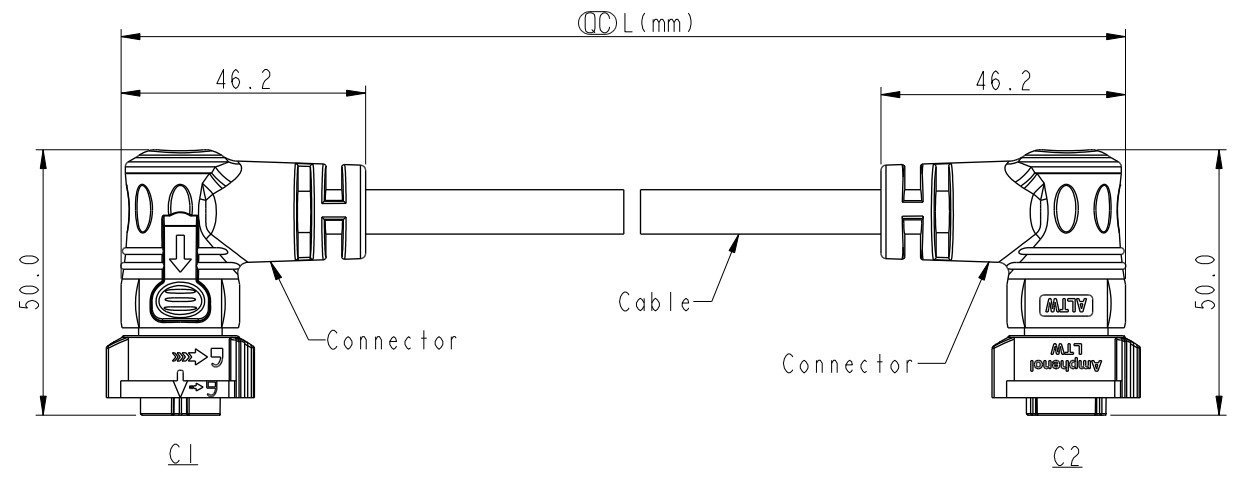 QC L(mm)
46.2
46.2
50.0
50.0
Cable
Connector
Connector
ALTW
Amphenol
LTW
C1
C2